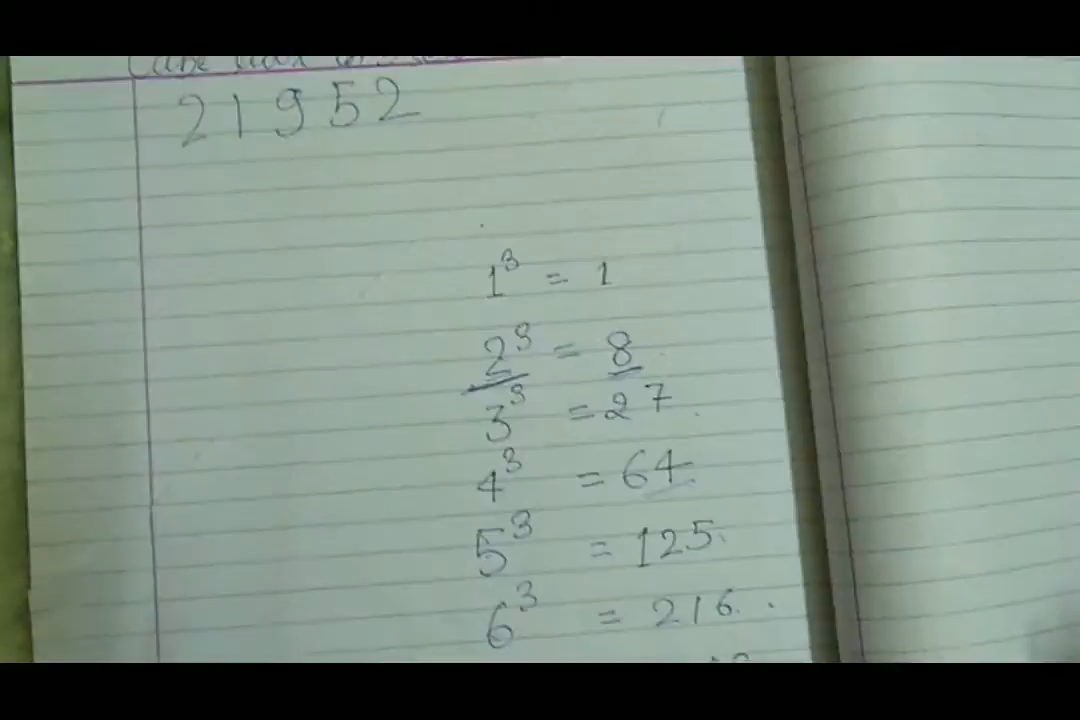 21952
1³ = 1
2³ = 8
3³ = 27
4³ = 64
5³ = 125
6³ = 216